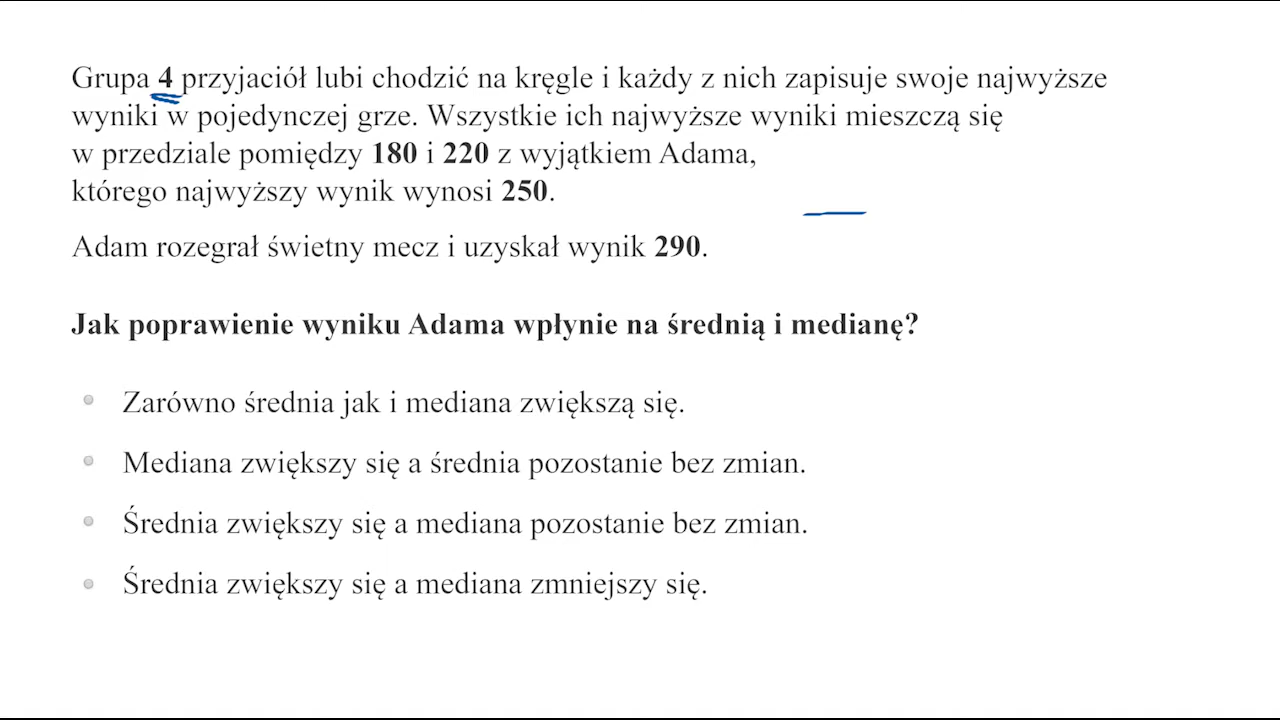 Grupa 4 przyjaciół lubi chodzić na kręgle i każdy z nich zapisuje swoje najwyższe
wyniki w pojedynczej grze. Wszystkie ich najwyższe wyniki mieszczą się
w przedziale pomiędzy 180 i 220 z wyjątkiem Adama,
którego najwyższy wynik wynosi 250.
Adam rozegrał świetny mecz i uzyskał wynik 290.
Jak poprawienie wyniku Adama wpłynie na średnią i medianę?
Zarówno średnia jak i mediana zwiększą się.
Mediana zwiększy się a średnia pozostanie bez zmian.
Średnia zwiększy się a mediana pozostanie bez zmian.
Średnia zwiększy się a mediana zmniejszy się.